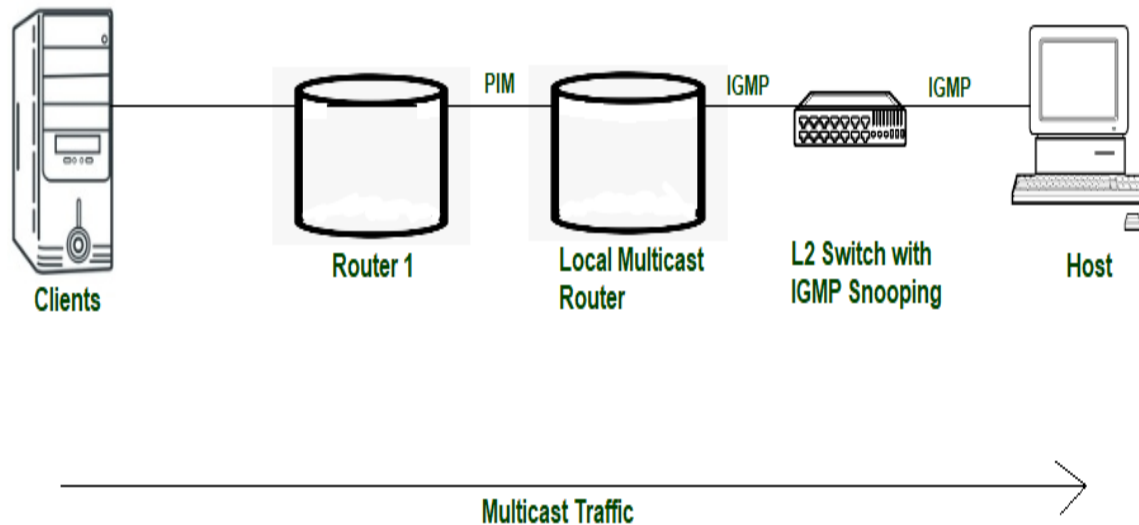 PIM
IGMP
IGMP
Clients
Router 1
Local Multicast
Router
L2 Switch with
IGMP Snooping
Host
Multicast Traffic